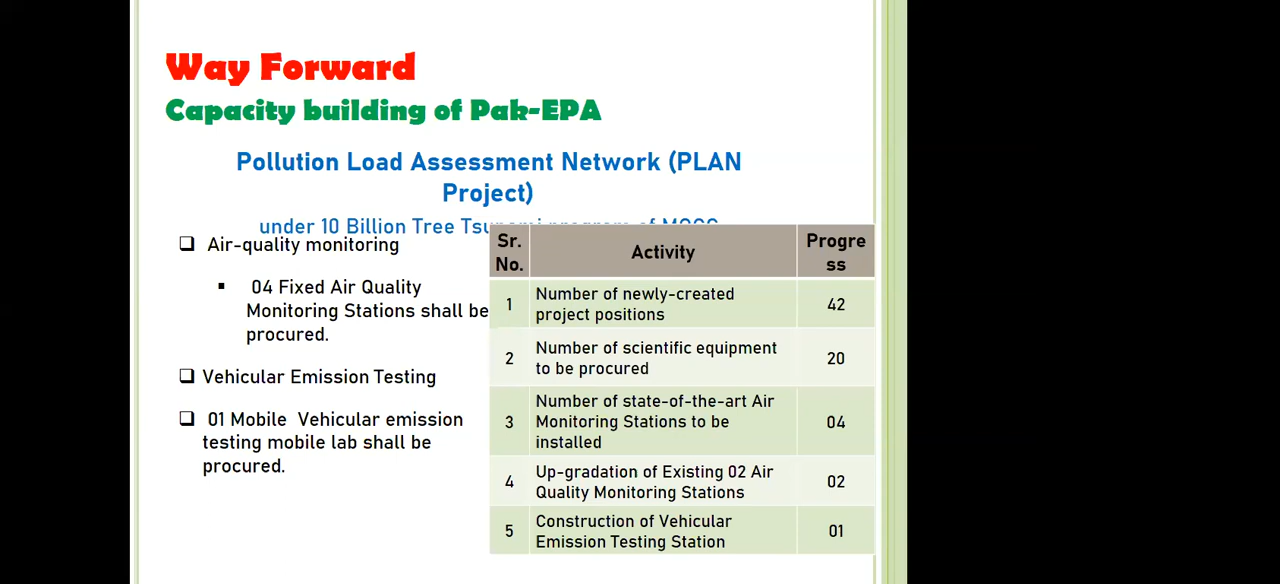 Way Forward
Capacity building of Pak-EPA
Pollution Load Assessment Network (PLAN
Project)
under 10 Billion Tree Tsunami program of MOCC
❑ Air-quality monitoring
▪ 04 Fixed Air Quality
Monitoring Stations shall be
procured.
❑ Vehicular Emission Testing
❑ 01 Mobile Vehicular emission
testing mobile lab shall be
procured.
Sr.
No.
Activity
Progre
ss
1
Number of newly-created
project positions
42
2
Number of scientific equipment
to be procured
20
3
Number of state-of-the-art Air
Monitoring Stations to be
installed
04
4
Up-gradation of Existing 02 Air
Quality Monitoring Stations
02
5
Construction of Vehicular
Emission Testing Station
01